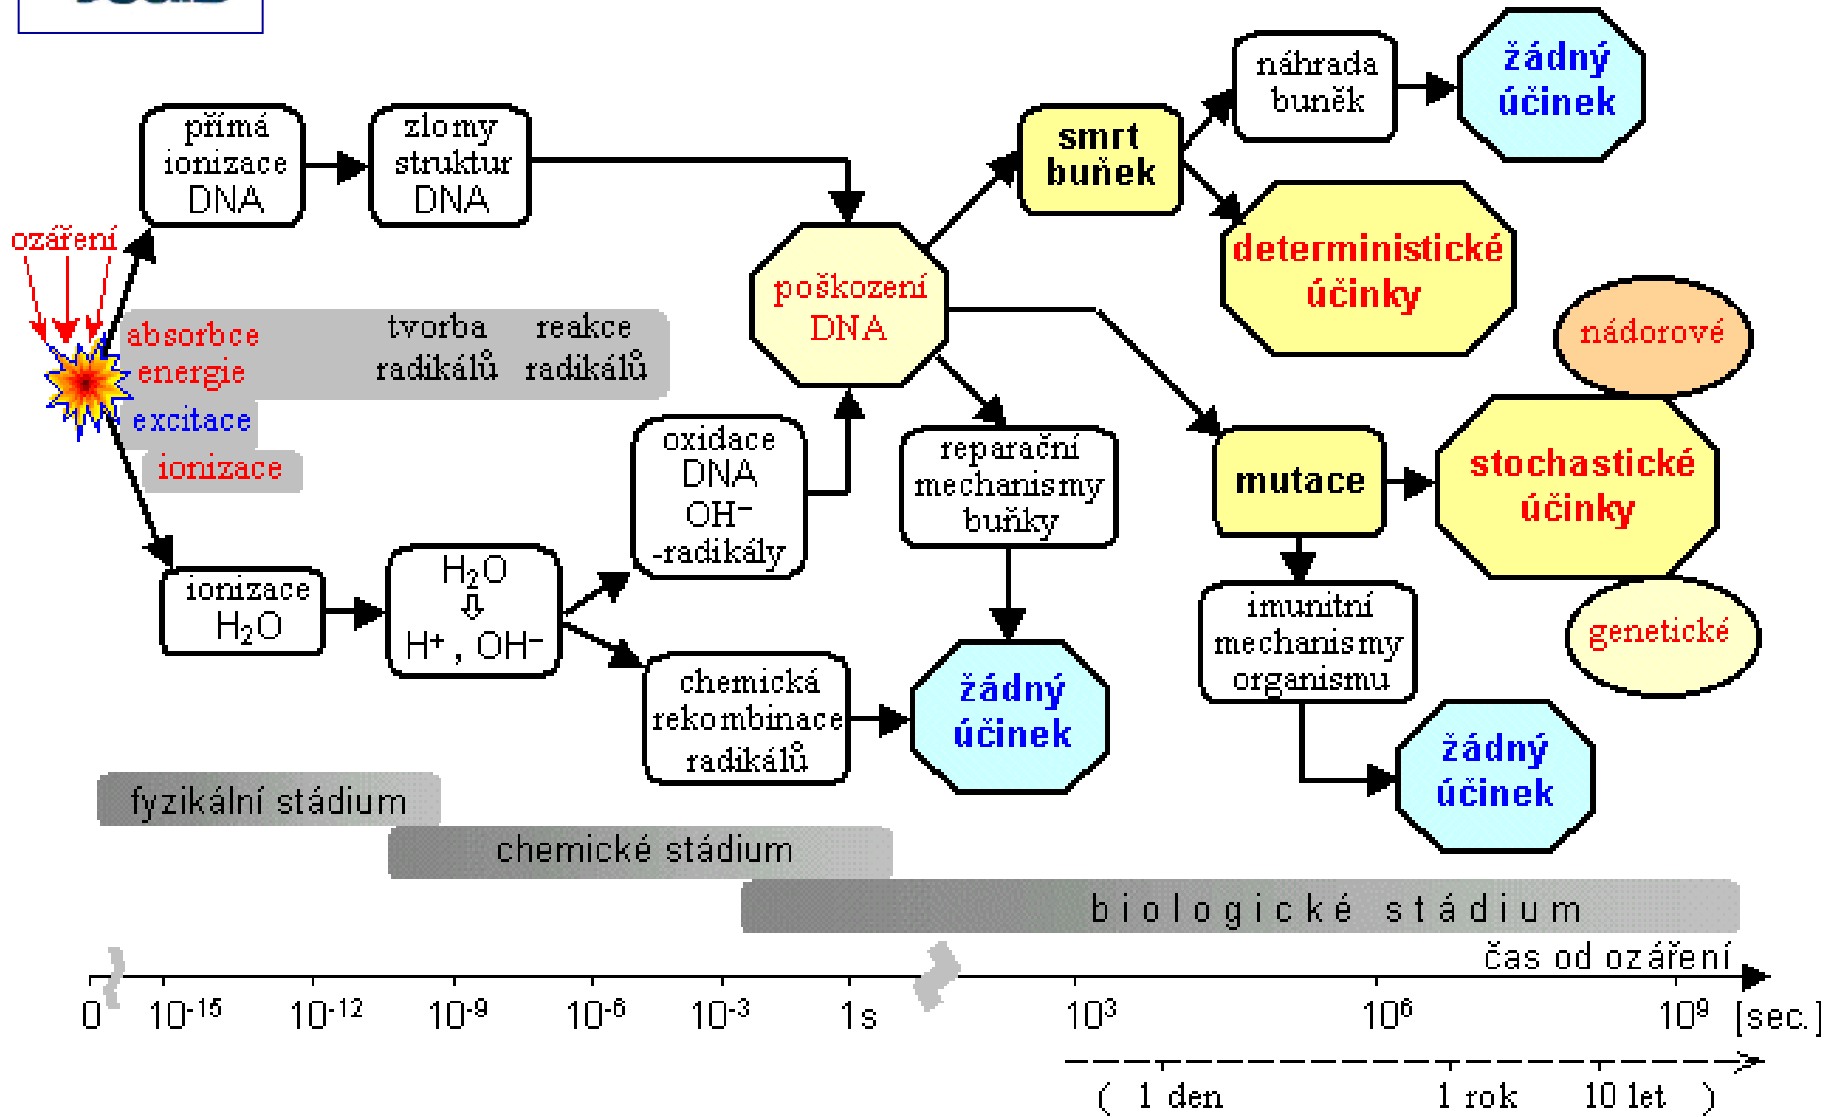 přímá
ionizace
DNA
zlomy
struktur
DNA
smrt
buňek
náhrada
buněk
žádný
účinek
ozáření
deterministické
účinky
poškození
DNA
absorbce
energie
excitace
ionizace
tvorba
radikálů
reakce
radikálů
nádorové
oxidace
DNA
OH⁻
-radikály
reparační
mechanismy
buňky
mutace
stochastické
účinky
ionizace
H₂O
H₂O
⇩
H⁺ , OH⁻
imunitní
mechanismy
organismu
genetické
chemická
rekombinace
radikálů
žádný
účinek
žádný
účinek
fyzikální stádium
chemické stádium
biologické stádium
čas od ozáření
0 10⁻¹⁵ 10⁻¹² 10⁻⁹ 10⁻⁶ 10⁻³ 1s 10³ 10⁶ 10⁹ [sec.]
( 1 den 1 rok 10 let )